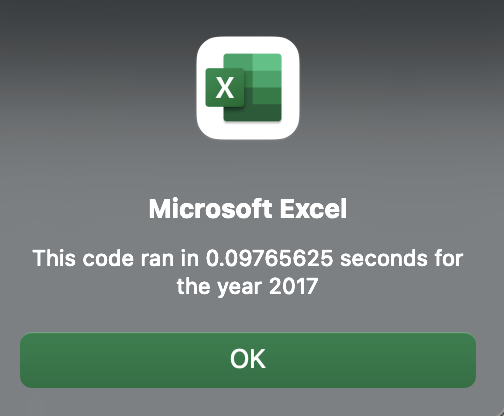 X
Microsoft Excel
This code ran in 0.09765625 seconds for
the year 2017
OK